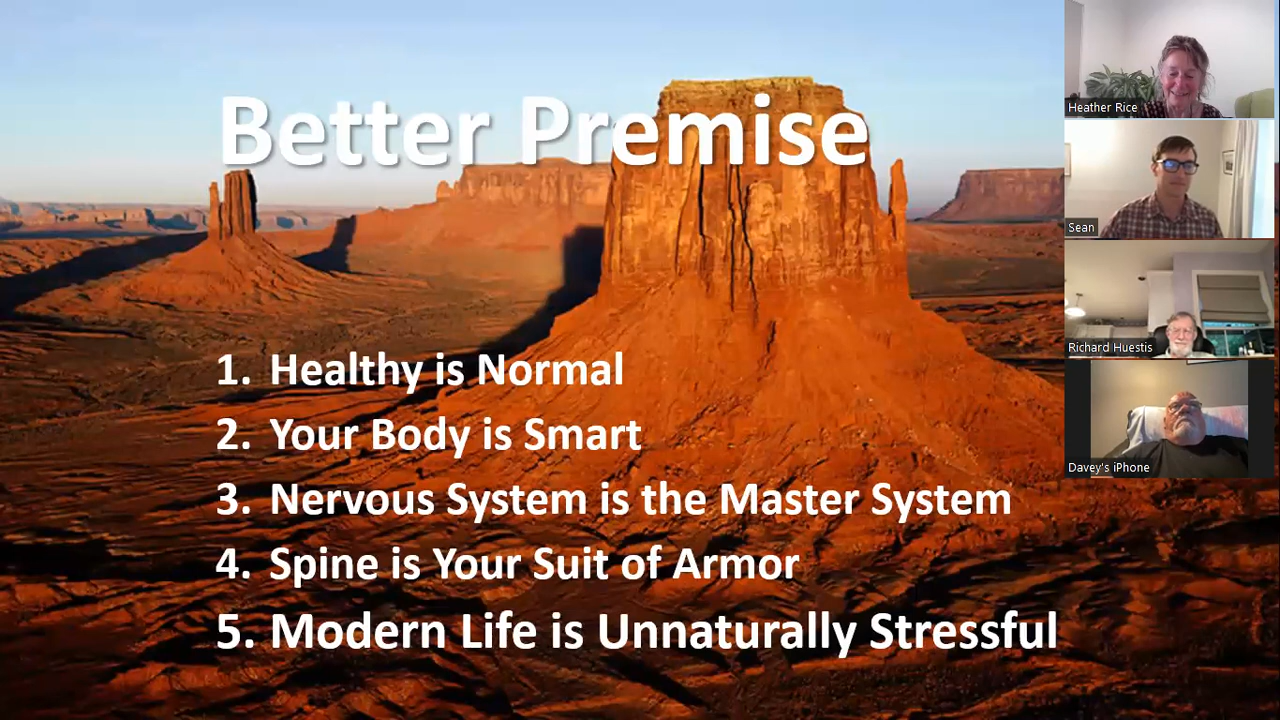 Better Premise
1. Healthy is Normal
2. Your Body is Smart
3. Nervous System is the Master System
4. Spine is Your Suit of Armor
5. Modern Life is Unnaturally Stressful
Heather Rice
Sean
Richard Huestis
Davey's iPhone